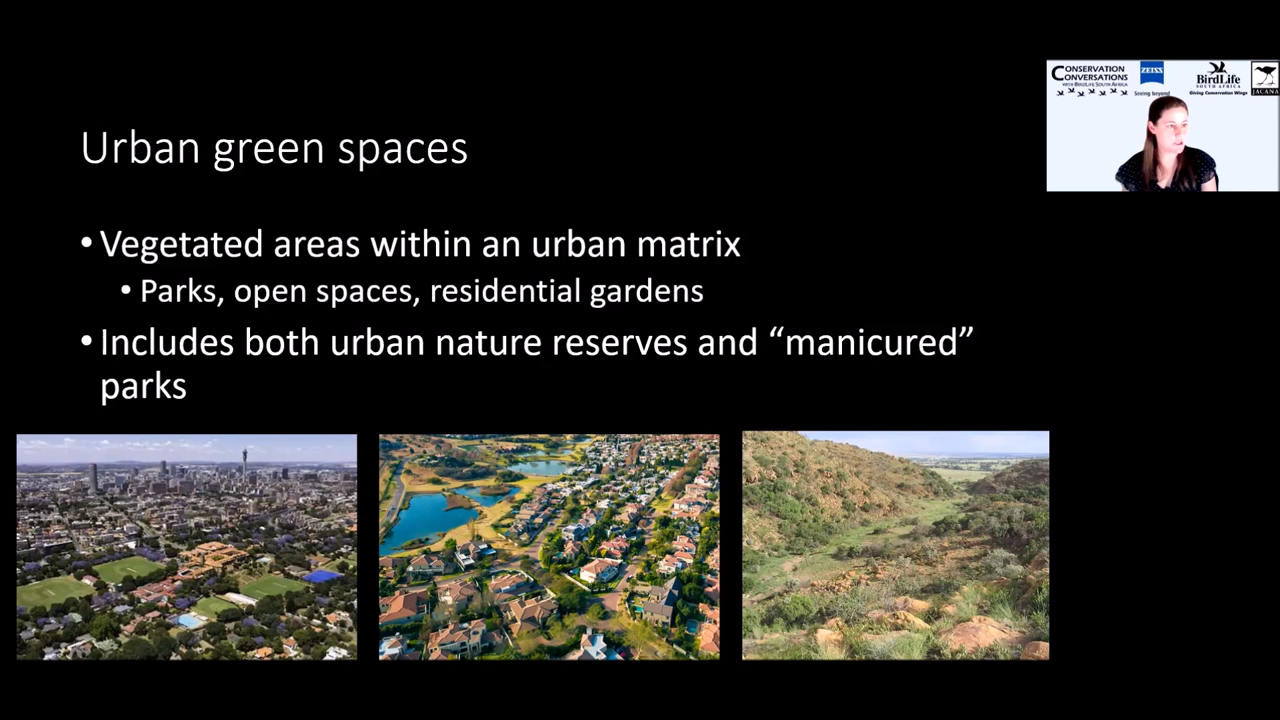 CONSERVATION
CONVERSATIONS
WITH BIRDLIFE SOUTH AFRICA
ZEISS
Seeing beyond
BirdLife
SOUTH AFRICA
Giving Conservation Wings
JACANA
Urban green spaces
• Vegetated areas within an urban matrix
• Parks, open spaces, residential gardens
• Includes both urban nature reserves and “manicured”
parks